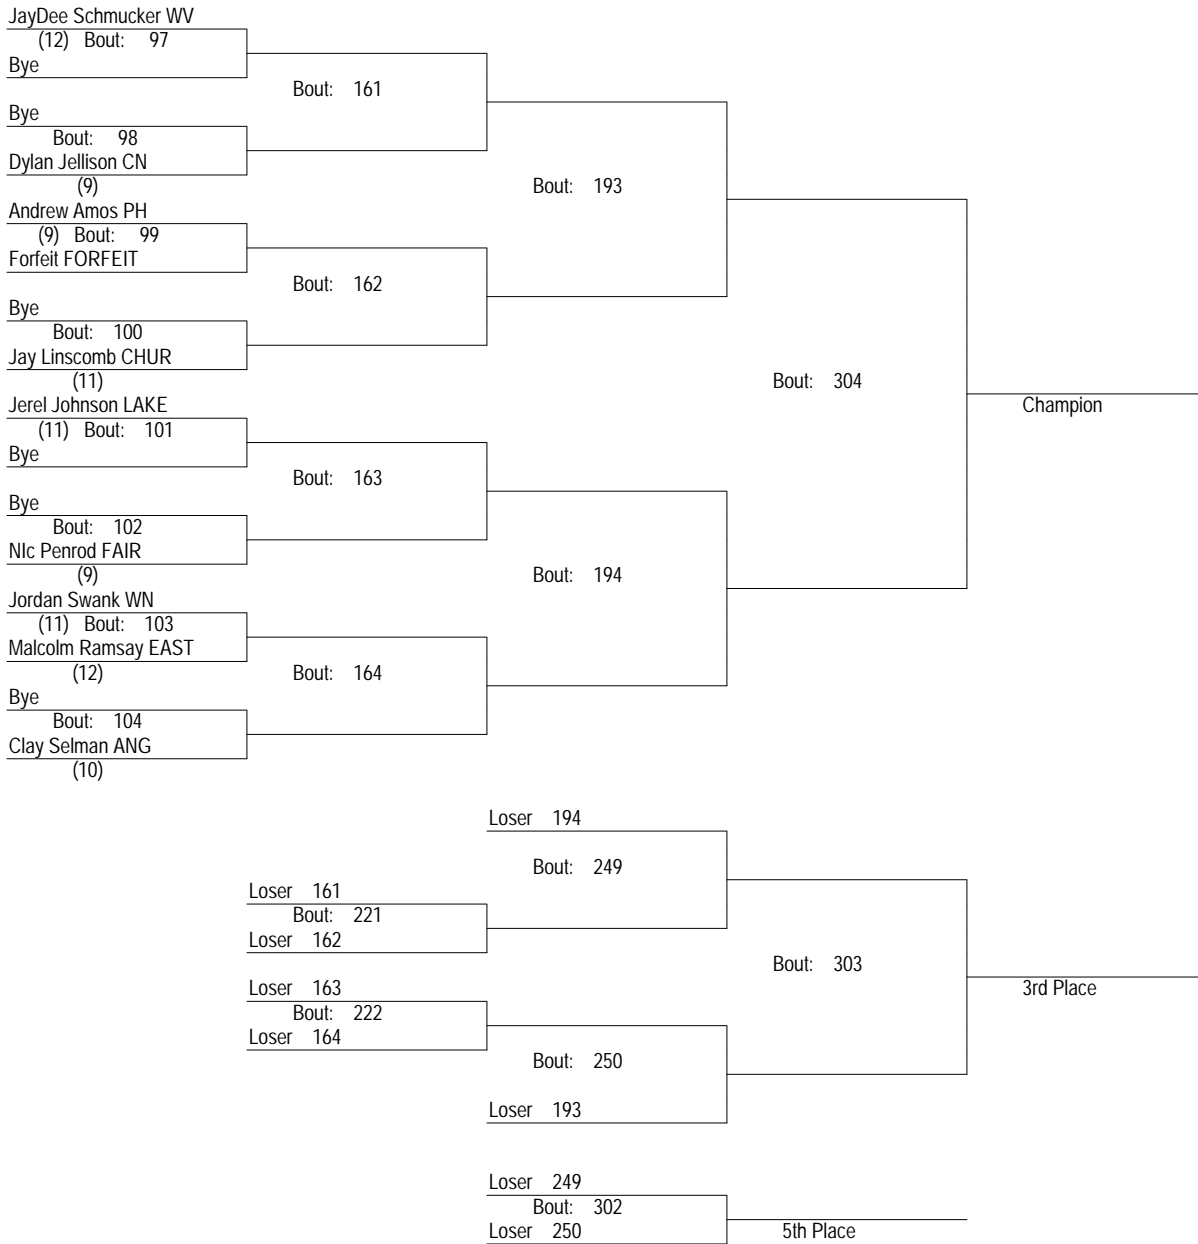 JayDee Schmucker WV
(12) Bout: 97
Bye
Bout: 161
Bye
Bout: 98
Dylan Jellison CN
(9)
Bout: 193
Andrew Amos PH
(9) Bout: 99
Forfeit FORFEIT
Bout: 162
Bye
Bout: 100
Jay Linscomb CHUR
(11)
Bout: 304
Champion
Jerel Johnson LAKE
(11) Bout: 101
Bye
Bout: 163
Bye
Bout: 102
NIc Penrod FAIR
(9)
Bout: 194
Jordan Swank WN
(11) Bout: 103
Malcolm Ramsay EAST
(12)
Bout: 164
Bye
Bout: 104
Clay Selman ANG
(10)
Loser 194
Bout: 249
Loser 161
Bout: 221
Loser 162
Bout: 303
3rd Place
Loser 163
Bout: 222
Loser 164
Bout: 250
Loser 193
Loser 249
Bout: 302
Loser 250
5th Place